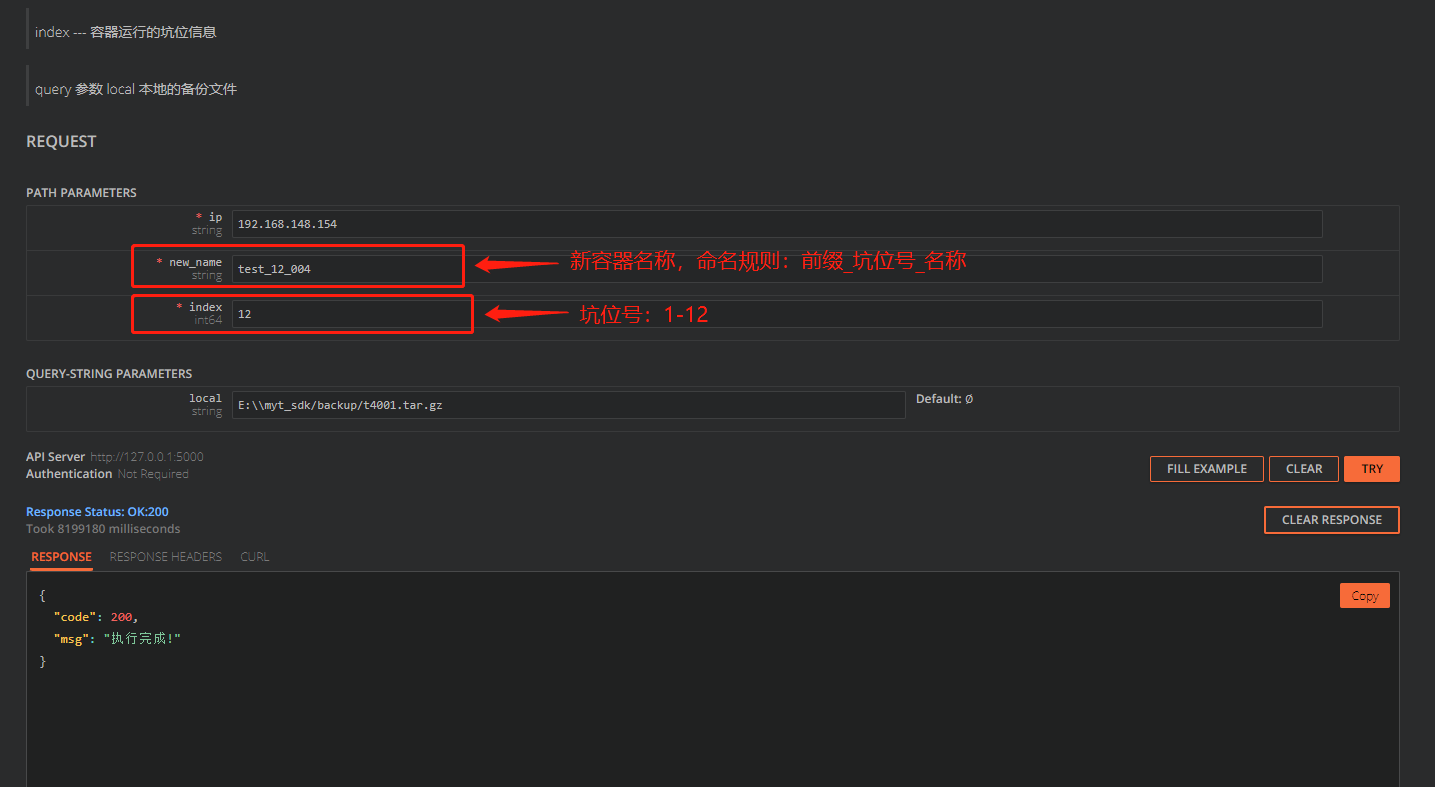 index --- 容器运行的坑位信息
query 参数 local 本地的备份文件
REQUEST
PATH PARAMETERS
* ip
string
192.168.148.154
* new_name
string
test_12_004
新容器名称，命名规则：前缀_坑位号_名称
* index
int64
12
坑位号：1-12
QUERY-STRING PARAMETERS
local
string
E:\\myt_sdk/backup/t4001.tar.gz
Default: Ø
API Server http://127.0.0.1:5000
Authentication Not Required
FILL EXAMPLE
CLEAR
TRY
Response Status: OK:200
Took 8199180 milliseconds
CLEAR RESPONSE
RESPONSE
RESPONSE HEADERS
CURL
Copy
{
"code": 200,
"msg": "执行完成!"
}